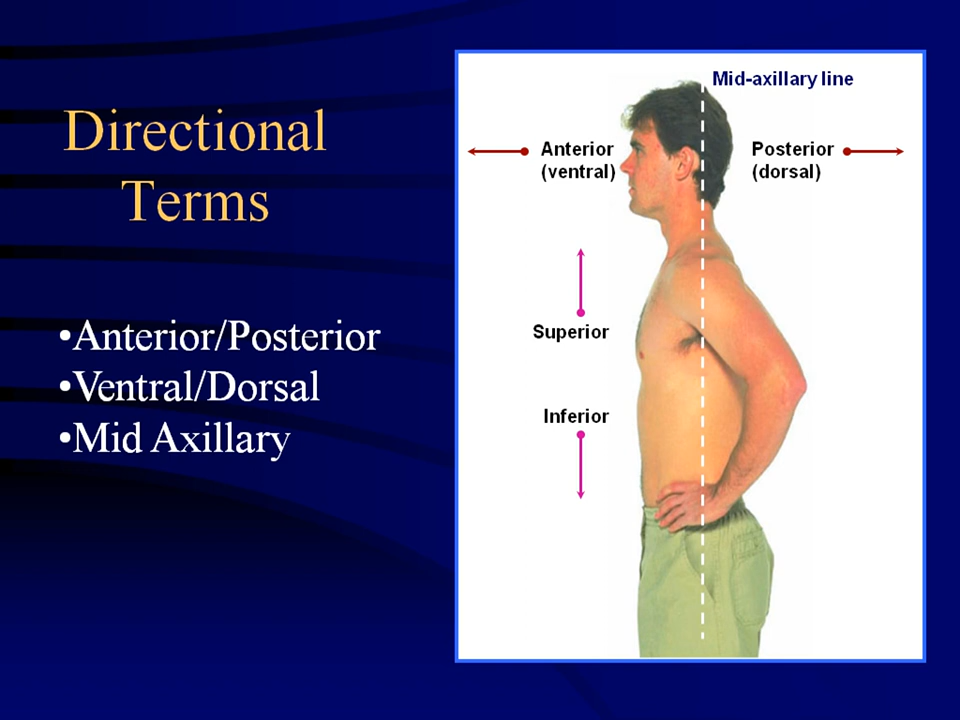 Directional
Terms
•Anterior/Posterior
•Ventral/Dorsal
•Mid Axillary
Mid-axillary line
Anterior
(ventral)
Posterior
(dorsal)
Superior
Inferior